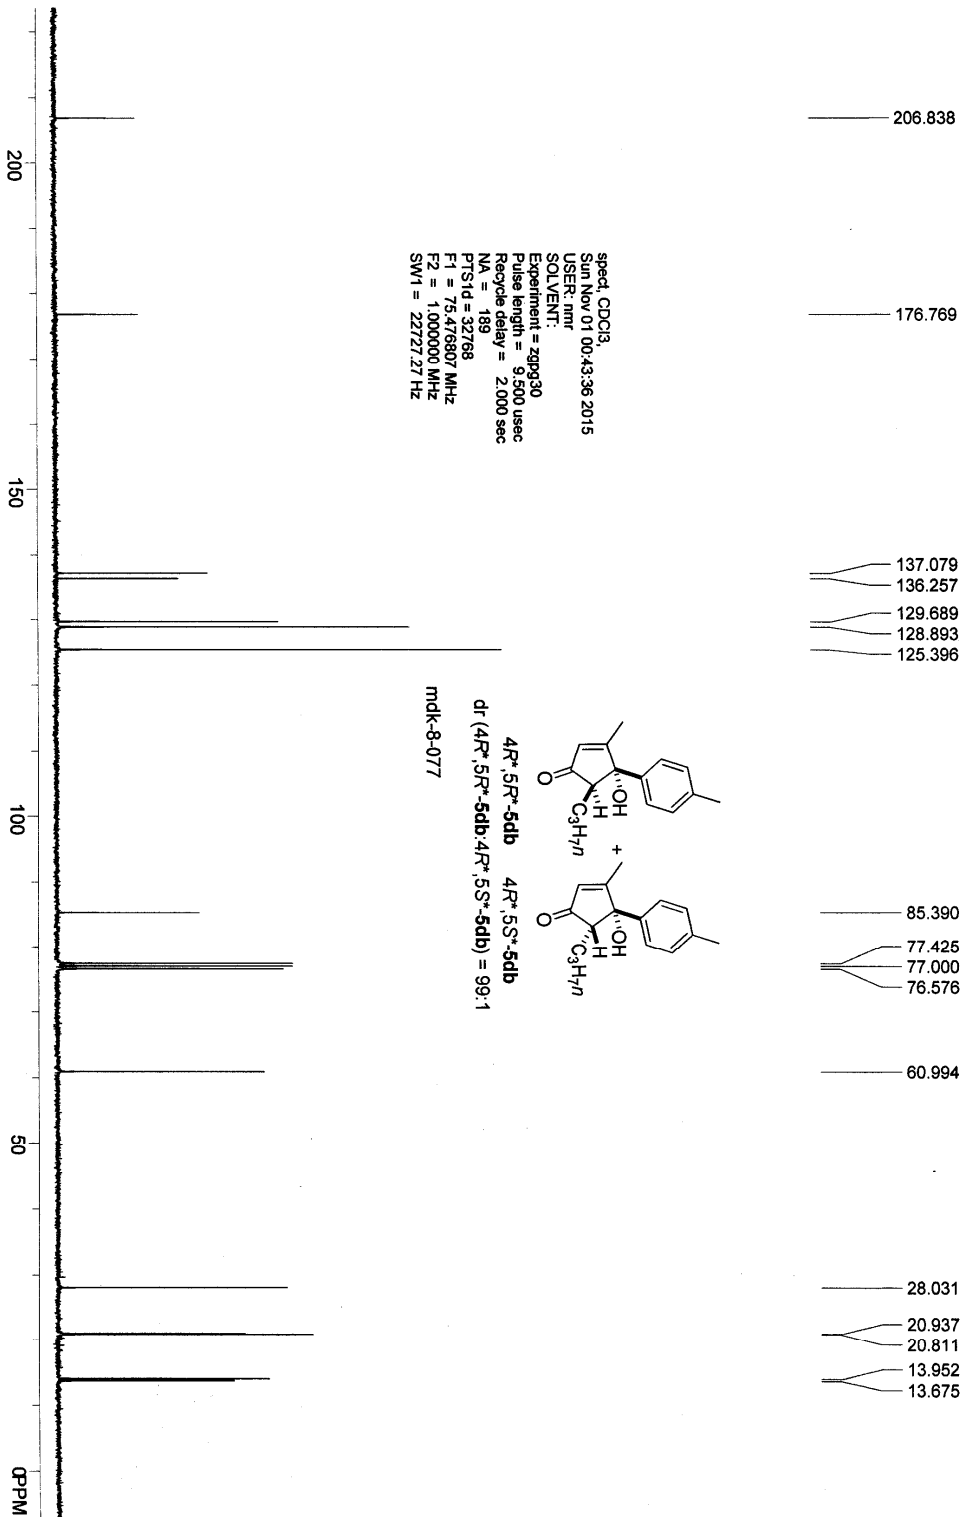 206.838
176.769
137.079
136.257
129.689
128.893
125.396
85.390
77.425
77.000
76.576
60.994
28.031
20.937
20.811
13.952
13.675
spect, CDCl3,
Sun Nov 01 00:43:36 2015
USER: nmr
SOLVENT:
Experiment = zgpg30
Pulse length = 9.500 usec
Recycle delay = 2.000 sec
NA = 189
PTS1d = 32768
F1 = 75.476807 MHz
F2 = 1.000000 MHz
SW1 = 22727.27 Hz
OH
H
C3H7n
O
+
OH
H
C3H7n
O
4R*,5R*-5db 4R*,5S*-5db
dr (4R*,5R*-5db:4R*,5S*-5db) = 99:1
mdk-8-077
200 150 100 50 0PPM